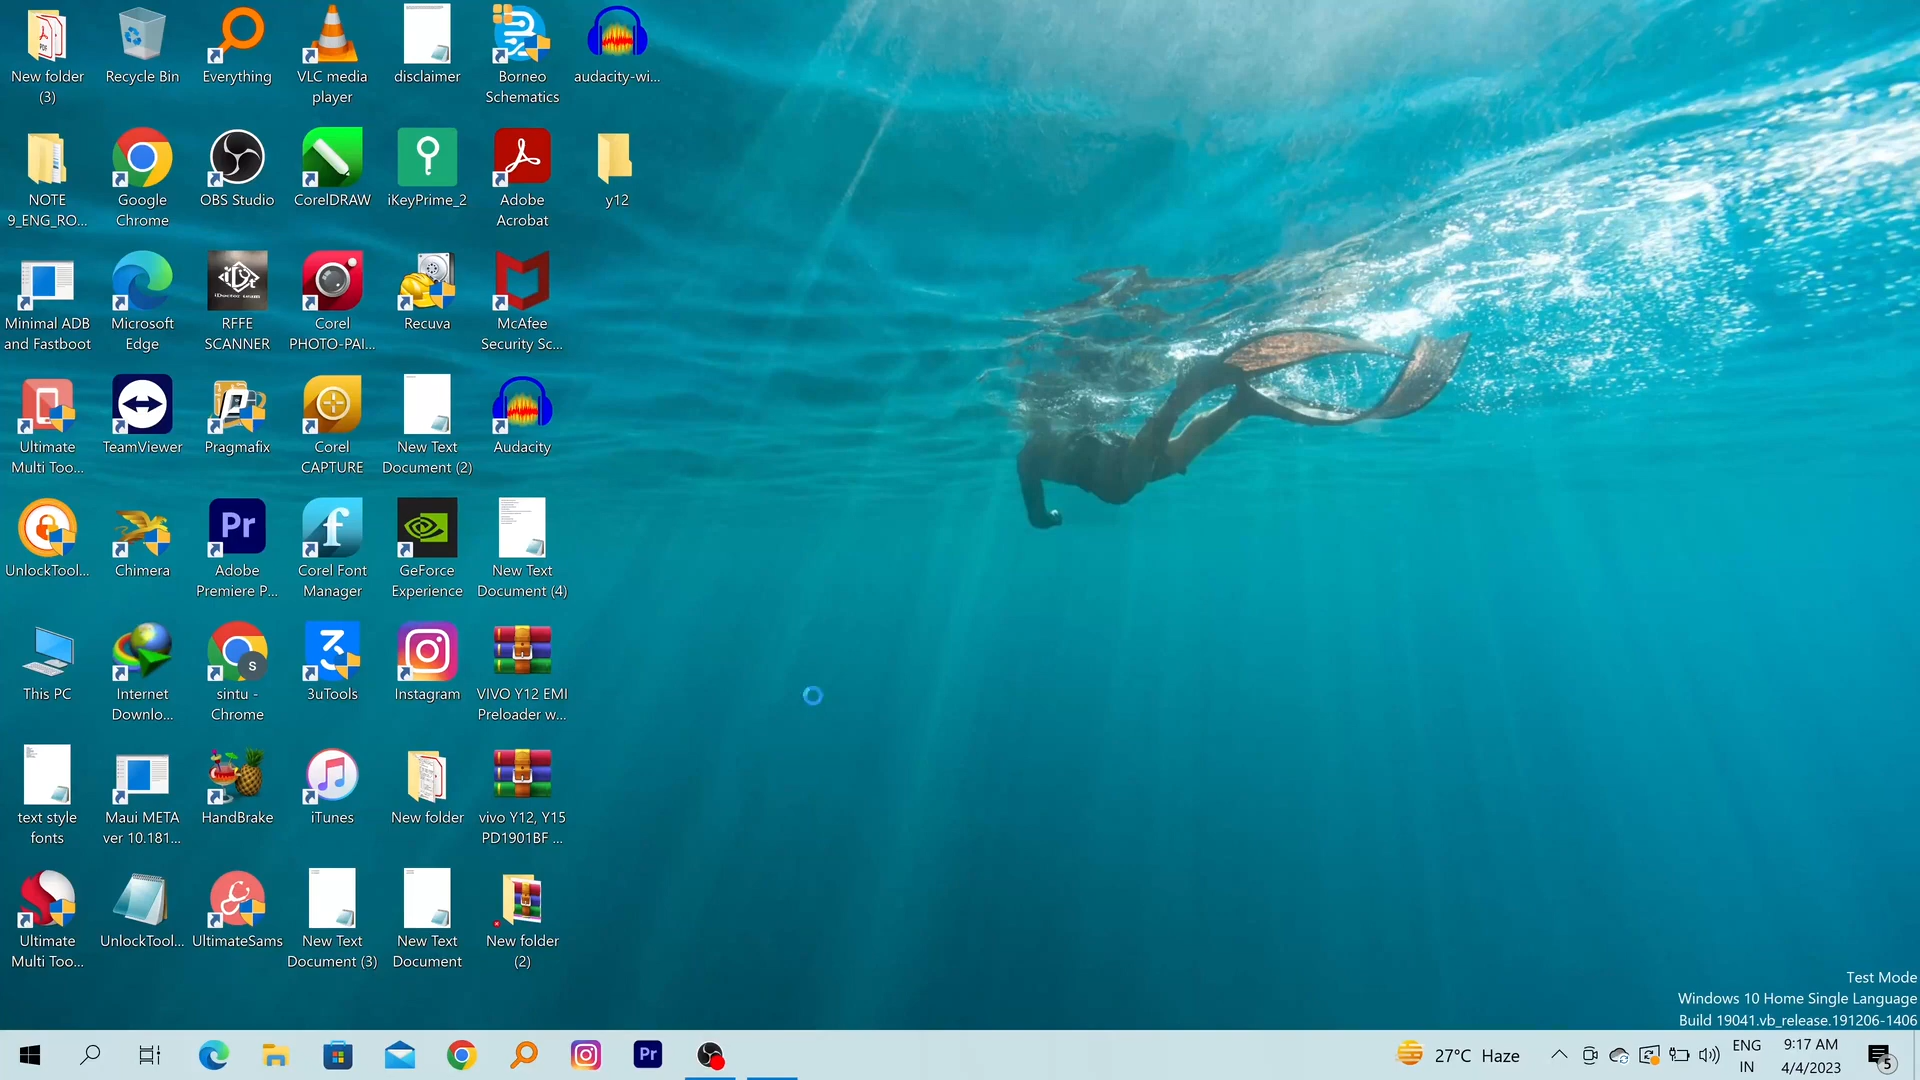 New folder
(3)
Recycle Bin
Everything
VLC media
player
disclaimer
Borneo
Schematics
audacity-wi...
NOTE
9_ENG_RO...
Google
Chrome
OBS Studio
CorelDRAW
iKeyPrime_2
Adobe
Acrobat
y12
Minimal ADB
and Fastboot
Microsoft
Edge
RFFE
SCANNER
Corel
PHOTO-PAI...
Recuva
McAfee
Security Sc...
Ultimate
Multi Too...
TeamViewer
Pragmafix
Corel
CAPTURE
New Text
Document (2)
Audacity
UnlockTool...
Chimera
Pr
Adobe
Premiere P...
Corel Font
Manager
GeForce
Experience
New Text
Document (4)
This PC
Internet
Downlo...
S
sintu -
Chrome
3uTools
Instagram
VIVO Y12 EMI
Preloader w...
text style
fonts
Maui META
ver 10.181...
HandBrake
iTunes
New folder
vivo Y12, Y15
PD1901BF ...
Ultimate
Multi Too...
UnlockTool...
UltimateSams
New Text
Document (3)
New Text
Document
New folder
(2)
Test Mode
Windows 10 Home Single Language
Build 19041.vb_release.191206-1406
Pr
27°C Haze
ENG
IN
9:17 AM
4/4/2023
5